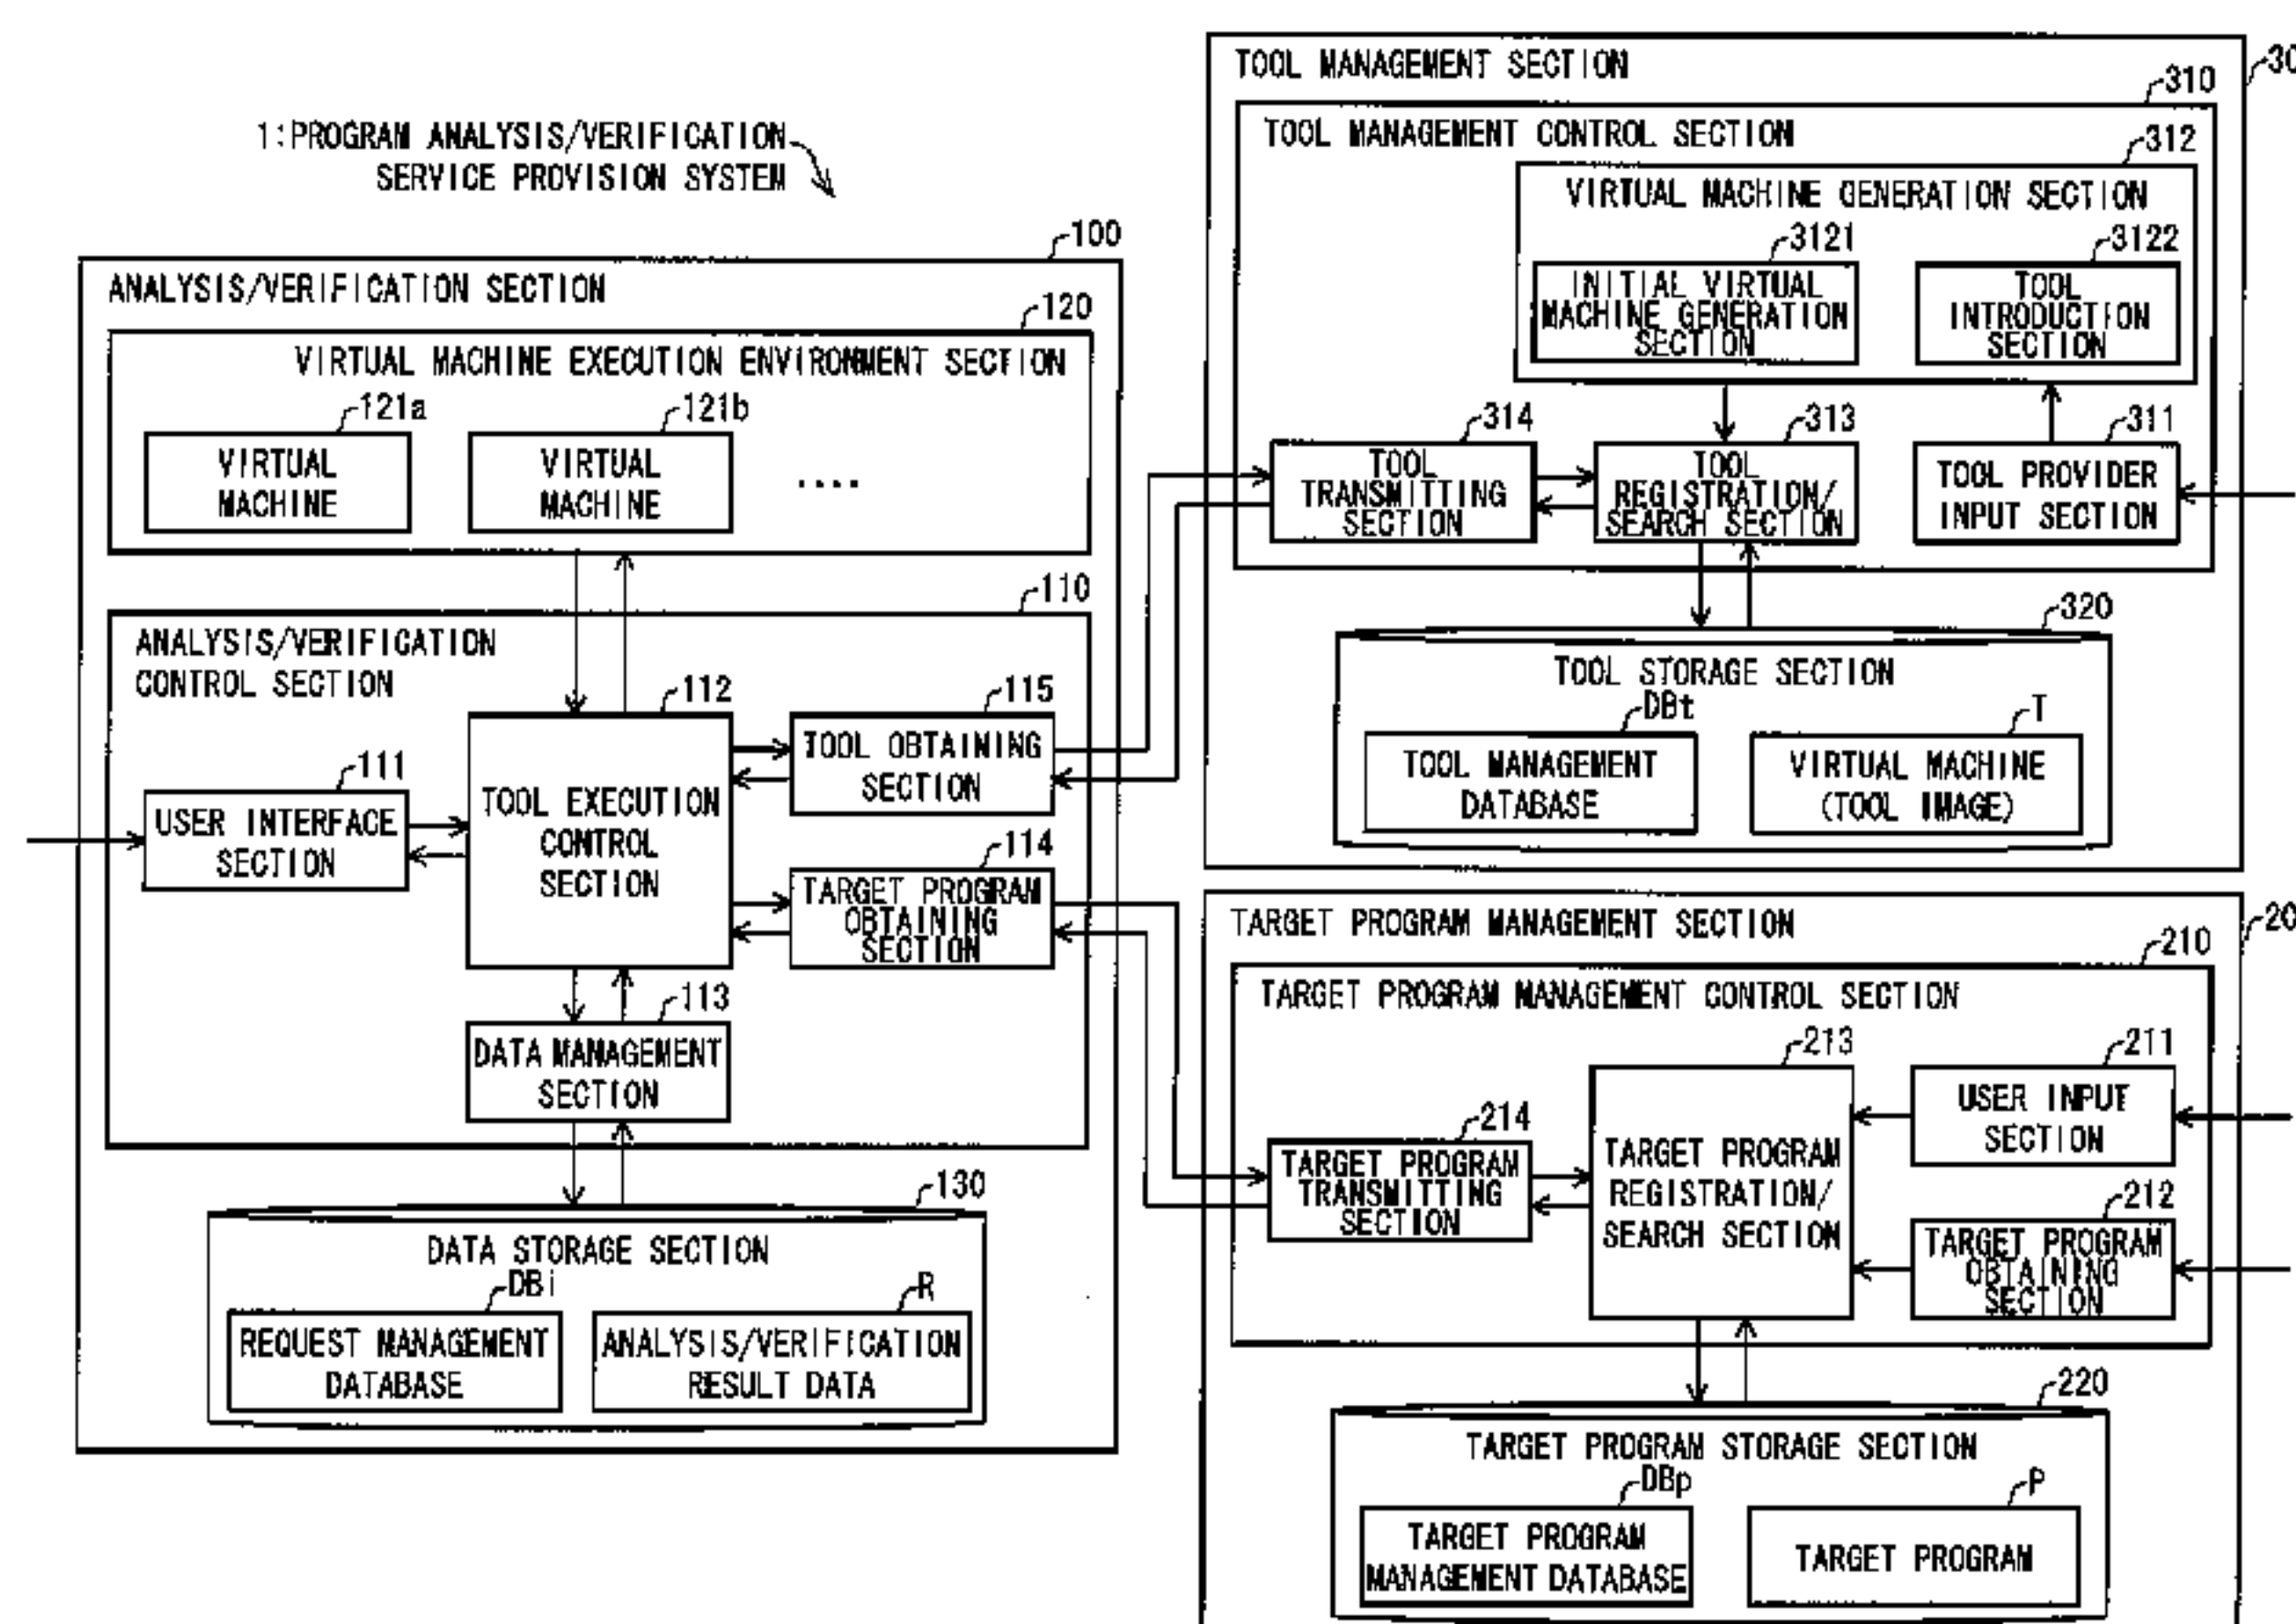 1:PROGRAM ANALYSIS/VERIFICATION
SERVICE PROVISION SYSTEM
100
ANALYSIS/VERIFICATION SECTION
120
VIRTUAL MACHINE EXECUTION ENVIRONMENT SECTION
121a
VIRTUAL
MACHINE
121b
VIRTUAL
MACHINE
....
110
ANALYSIS/VERIFICATION
CONTROL SECTION
111
USER INTERFACE
SECTION
112
TOOL EXECUTION
CONTROL
SECTION
115
TOOL OBTAINING
SECTION
114
TARGET PROGRAM
OBTAINING
SECTION
113
DATA MANAGEMENT
SECTION
130
DATA STORAGE SECTION
DBi
REQUEST MANAGEMENT
DATABASE
R
ANALYSIS/VERIFICATION
RESULT DATA
30
TOOL MANAGEMENT SECTION
310
TOOL MANAGEMENT CONTROL SECTION
312
VIRTUAL MACHINE GENERATION SECTION
3121
INITIAL VIRTUAL
MACHINE GENERATION
SECTION
3122
TOOL
INTRODUCTION
SECTION
314
TOOL
TRANSMITTING
SECTION
313
TOOL
REGISTRATION/
SEARCH SECTION
311
TOOL PROVIDER
INPUT SECTION
320
TOOL STORAGE SECTION
DBt
TOOL MANAGEMENT
DATABASE
T
VIRTUAL MACHINE
(TOOL IMAGE)
20
TARGET PROGRAM MANAGEMENT SECTION
210
TARGET PROGRAM MANAGEMENT CONTROL SECTION
214
TARGET PROGRAM
TRANSMITTING
SECTION
213
TARGET PROGRAM
REGISTRATION/
SEARCH SECTION
211
USER INPUT
SECTION
212
TARGET PROGRAM
OBTAINING
SECTION
220
TARGET PROGRAM STORAGE SECTION
DBp
TARGET PROGRAM
MANAGEMENT DATABASE
P
TARGET PROGRAM